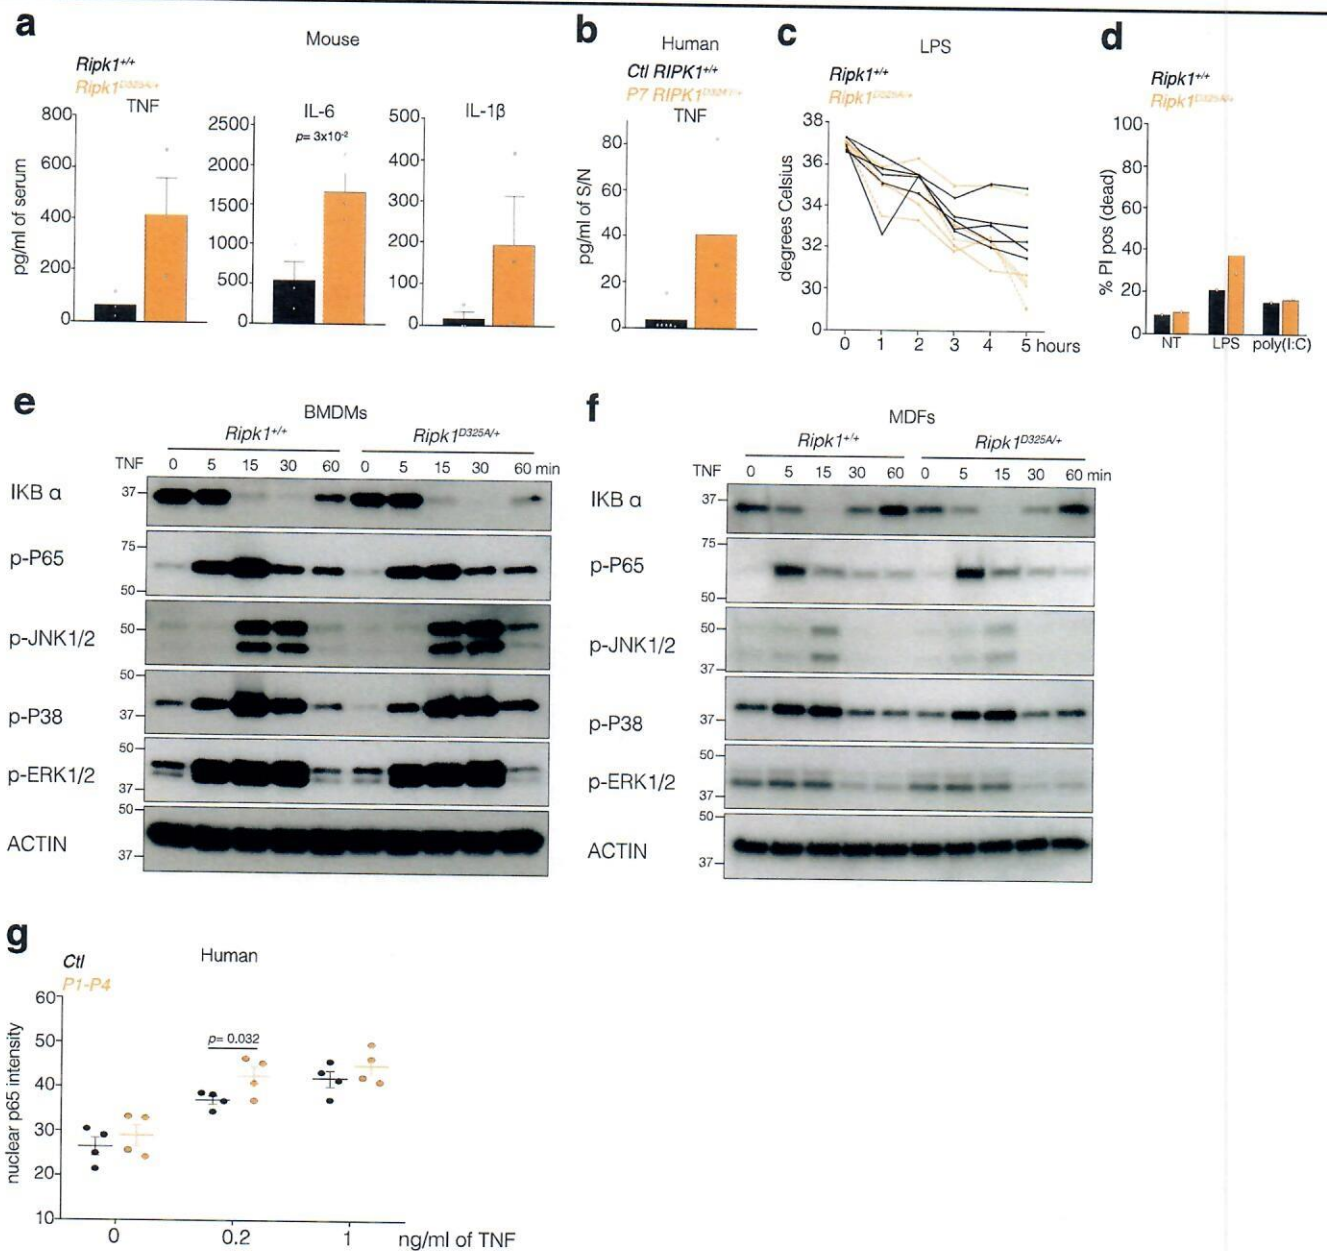 a
Mouse
Ripk1+/+
Ripk1D325A/+
TNF
IL-6
p= 3x10-2
IL-1β
pg/ml of serum
800
600
400
200
0
2500
2000
1500
1000
500
0
500
400
300
200
100
0
b
Human
Ctl RIPK1+/+
P7 RIPK1
TNF
pg/ml of S/N
80
60
40
20
0
c
LPS
Ripk1+/+
Ripk1D325A/+
degrees Celsius
38
36
34
32
30
0
0 1 2 3 4 5 hours
d
Ripk1+/+
Ripk1D325A/+
% PI pos (dead)
100
80
60
40
20
0
NT LPS poly(I:C)
e
BMDMs
Ripk1+/+ Ripk1D325A/+
TNF 0 5 15 30 60 0 5 15 30 60 min
IKB α 37
p-P65 75
50
p-JNK1/2 50
p-P38 50
37
p-ERK1/2 50
37
ACTIN 50
37
f
MDFs
Ripk1+/+ Ripk1D325A/+
TNF 0 5 15 30 60 0 5 15 30 60 min
IKB α 37
p-P65 75
50
p-JNK1/2 50
37
p-P38 37
p-ERK1/2 50
37
ACTIN 50
37
g
Human
Ctl
P1-P4
nuclear p65 intensity
60
50
40
30
20
10
p= 0.032
0 0.2 1 ng/ml of TNF